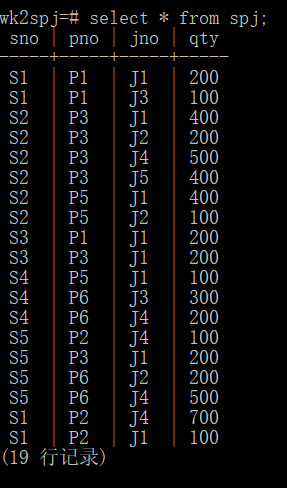 wk2spj=# select * from spj;
 sno | pno | jno | qty
-----+-----+-----+-----
 S1  | P1  | J1  | 200
 S1  | P1  | J3  | 100
 S2  | P3  | J1  | 400
 S2  | P3  | J2  | 200
 S2  | P3  | J4  | 500
 S2  | P3  | J5  | 400
 S2  | P5  | J1  | 400
 S2  | P5  | J2  | 100
 S3  | P1  | J1  | 200
 S3  | P3  | J1  | 200
 S4  | P5  | J1  | 100
 S4  | P6  | J3  | 300
 S4  | P6  | J4  | 200
 S5  | P2  | J4  | 100
 S5  | P3  | J1  | 200
 S5  | P6  | J2  | 200
 S5  | P6  | J4  | 500
 S1  | P2  | J4  | 700
 S1  | P2  | J1  | 100
(19 行记录)